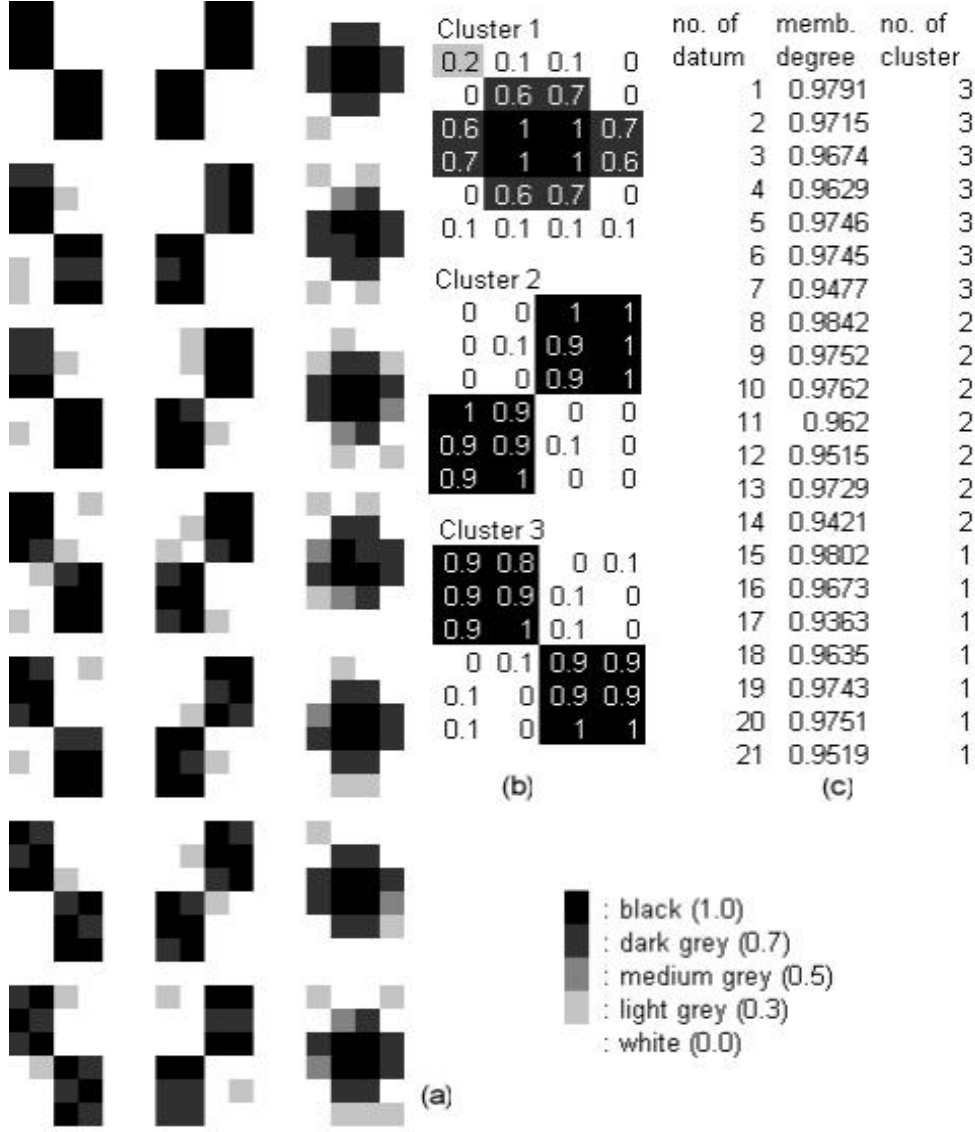 Cluster 1
0.2 0.1 0.1 0
0 0.6 0.7 0
0.6 1 1 0.7
0.7 1 1 0.6
0 0.6 0.7 0
0.1 0.1 0.1 0.1
Cluster 2
0 0 1 1
0 0.1 0.9 1
0 0 0.9 1
1 0.9 0 0
0.9 0.9 0.1 0
0.9 1 0 0
Cluster 3
0.9 0.8 0 0.1
0.9 0.9 0.1 0
0.9 1 0.1 0
0 0.1 0.9 0.9
0.1 0 0.9 0.9
0.1 0 1 1
(b)
no. of memb. no. of
datum degree cluster
1 0.9791 3
2 0.9715 3
3 0.9674 3
4 0.9629 3
5 0.9746 3
6 0.9745 3
7 0.9477 3
8 0.9842 2
9 0.9752 2
10 0.9762 2
11 0.962 2
12 0.9515 2
13 0.9729 2
14 0.9421 2
15 0.9802 1
16 0.9673 1
17 0.9363 1
18 0.9635 1
19 0.9743 1
20 0.9751 1
21 0.9519 1
(c)
: black (1.0)
: dark grey (0.7)
: medium grey (0.5)
: light grey (0.3)
: white (0.0)
(a)